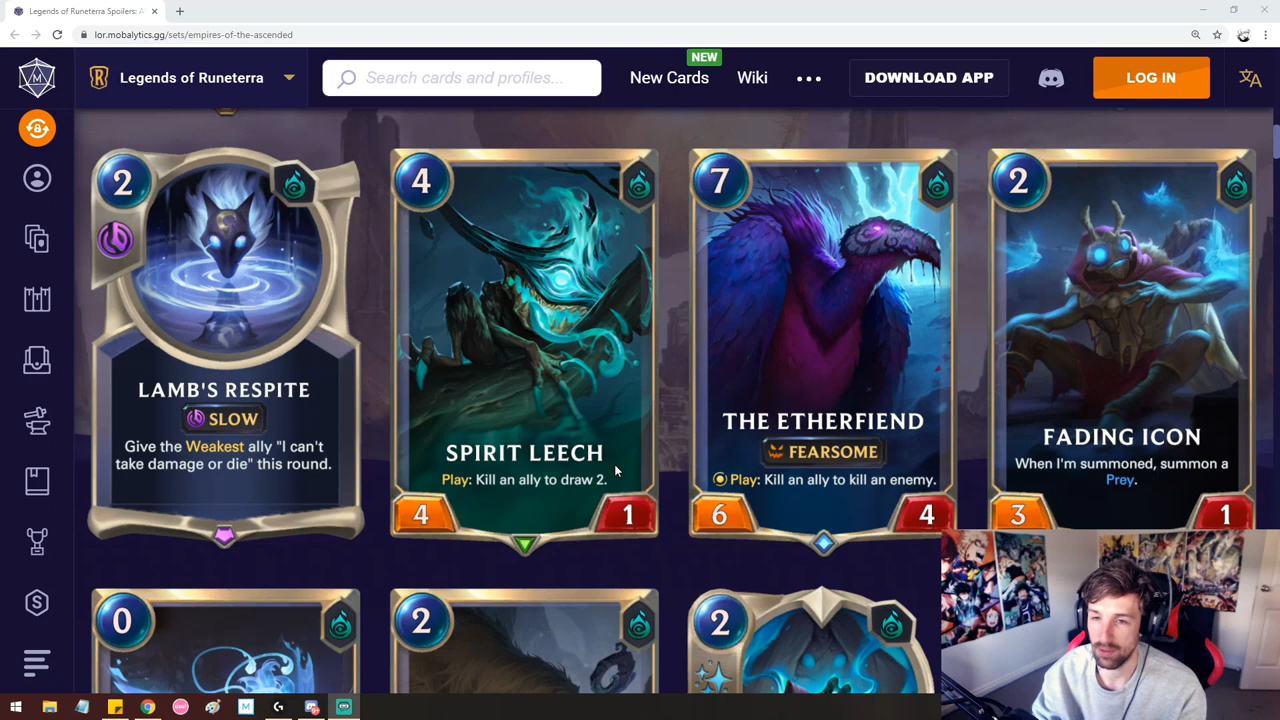 Legends of Runeterra Spoilers: A
lor.mobalytics.gg/sets/empires-of-the-ascended
NEW
Legends of Runeterra
Search cards and profiles...
New Cards
Wiki
DOWNLOAD APP
LOG IN
2
LAMB'S RESPITE
SLOW
Give the Weakest ally "I can't
take damage or die" this round.
4
SPIRIT LEECH
Play: Kill an ally to draw 2.
4
1
7
THE ETHERFIEND
FEARSOME
Play: Kill an ally to kill an enemy.
6
4
2
FADING ICON
When I'm summoned, summon a
Prey.
3
1
0
2
2